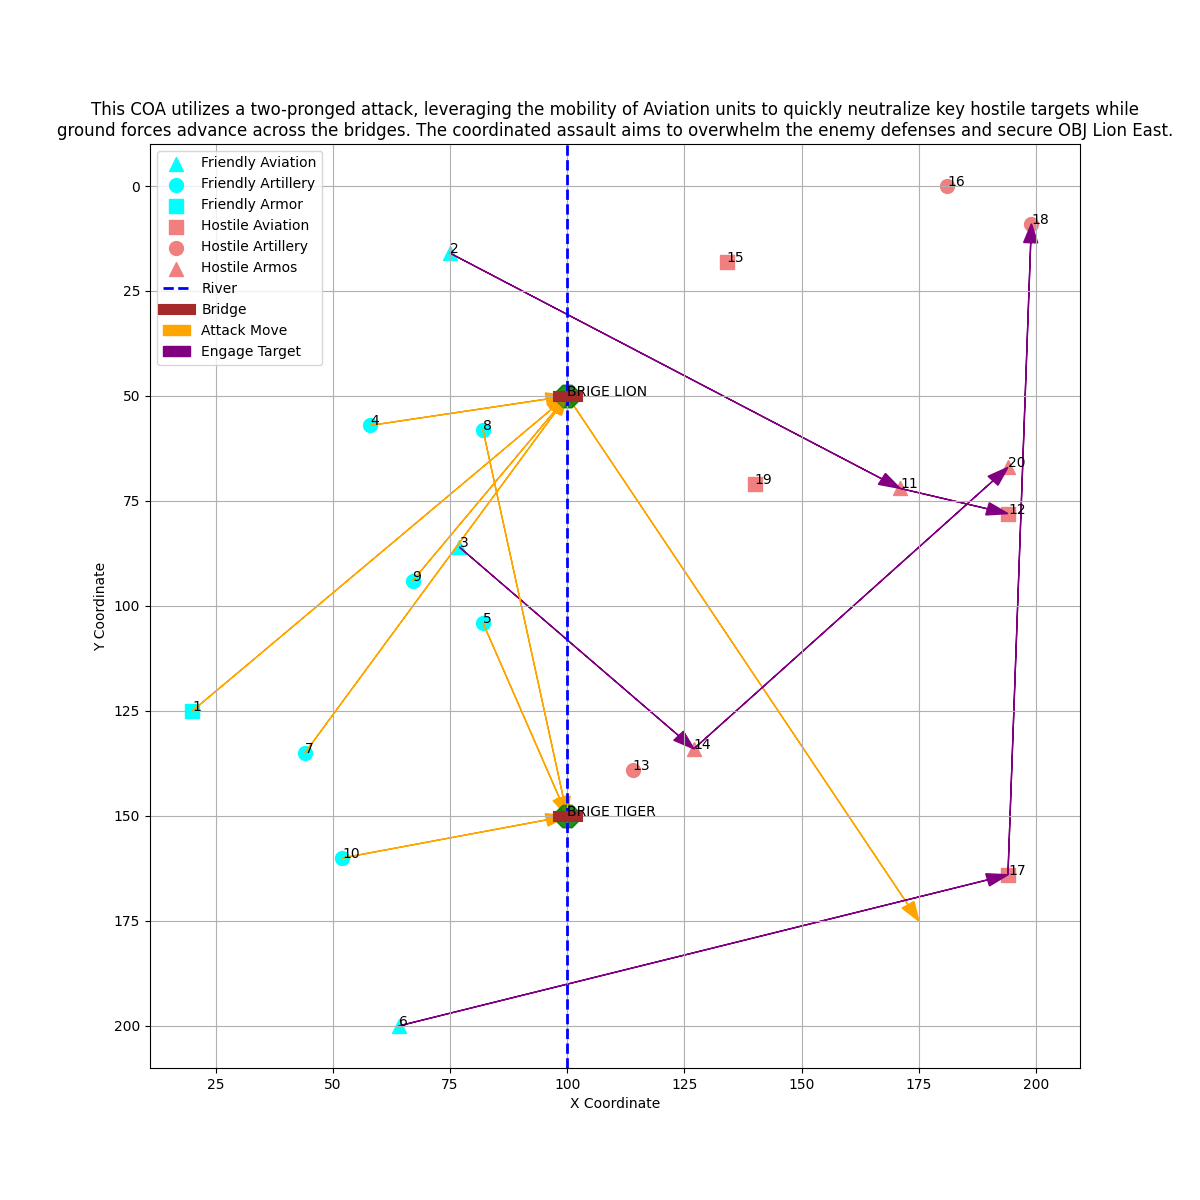 This COA utilizes a two-pronged attack, leveraging the mobility of Aviation units to quickly neutralize key hostile targets while
ground forces advance across the bridges. The coordinated assault aims to overwhelm the enemy defenses and secure OBJ Lion East.
Friendly Aviation
Friendly Artillery
Friendly Armor
Hostile Aviation
Hostile Artillery
Hostile Armos
River
Bridge
Attack Move
Engage Target
16
18
2
15
BRIGE LION
4
8
20
19
11
12
3
9
5
1
14
7
13
BRIGE TIGER
10
17
6
0
25
50
75
100
125
150
175
200
Y Coordinate
25
50
75
100
125
150
175
200
X Coordinate